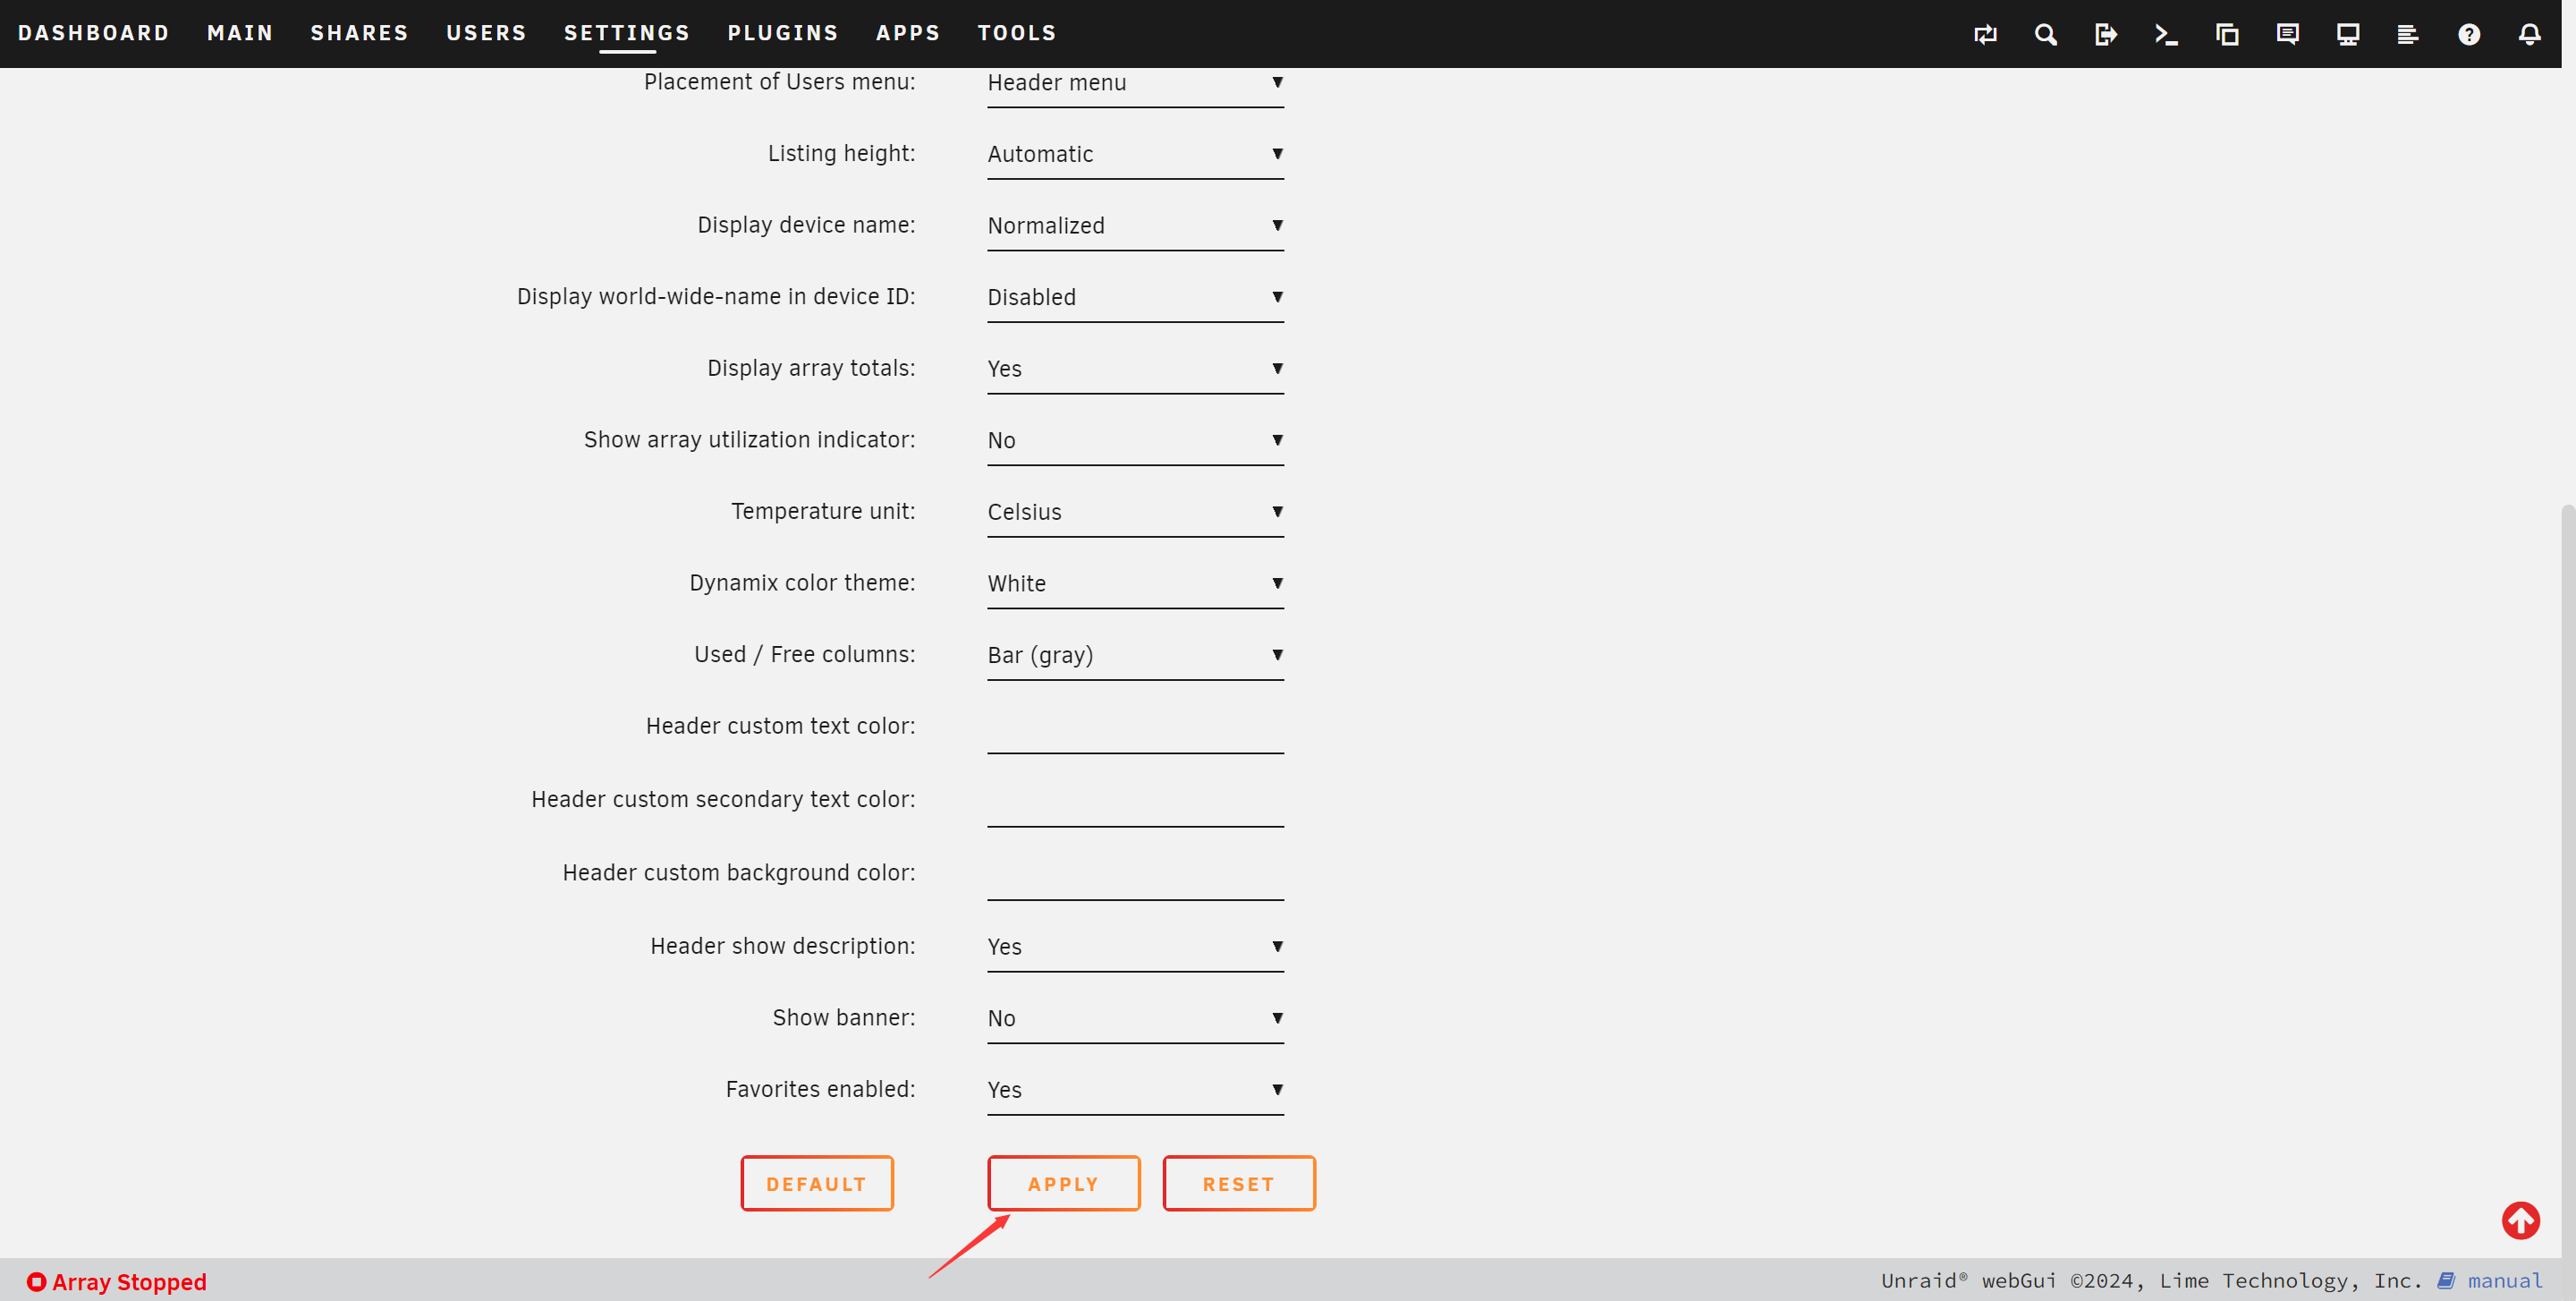 DASHBOARD MAIN SHARES USERS SETTINGS PLUGINS APPS TOOLS
Placement of Users menu: Header menu
Listing height: Automatic
Display device name: Normalized
Display world-wide-name in device ID: Disabled
Display array totals: Yes
Show array utilization indicator: No
Temperature unit: Celsius
Dynamix color theme: White
Used / Free columns: Bar (gray)
Header custom text color:
Header custom secondary text color:
Header custom background color:
Header show description: Yes
Show banner: No
Favorites enabled: Yes
DEFAULT APPLY RESET
Array Stopped Unraid® webGui ©2024, Lime Technology, Inc. manual